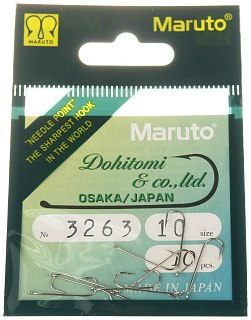 Maruto®
MARUTO
"NEEDLE POINT"
THE SHARPEST HOOK
IN THE WORLD
Maruto®
Dohitomi
& co.,ltd.
OSAKA/JAPAN
№ 3263 10 size
10 pcs.
MADE IN JAPAN